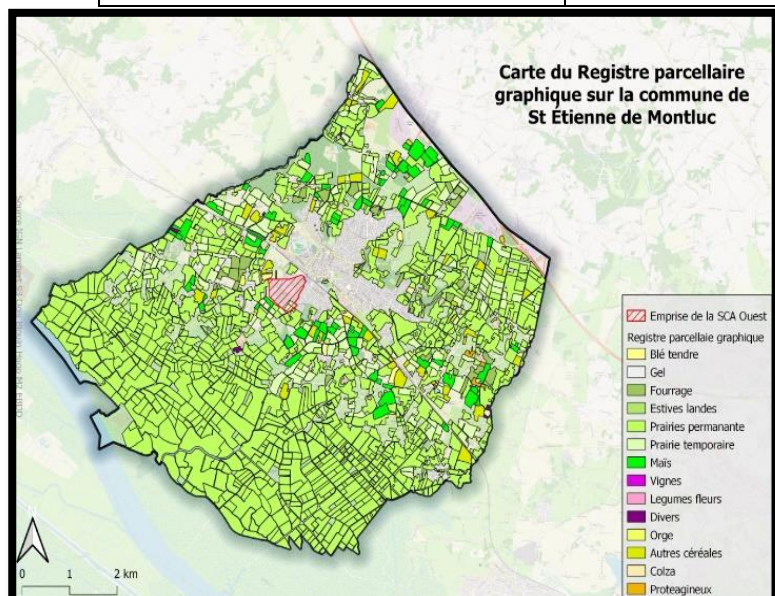 Carte du Registre parcellaire
graphique sur la commune de
St Étienne de Montluc
Emprise de la SCA Ouest
Registre parcellaie graphique
Blé tendre
Gel
Fourrage
Estives landes
Prairies permanante
Prairie temporaire
Maïs
Vignes
Legumes fleurs
Divers
Orge
Autres céréales
Colza
Proteagineux
0 1 2 km